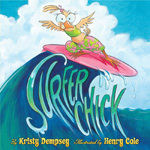 SURFER
CHICK
By Kristy Dempsey Illustrated by Henry Cole